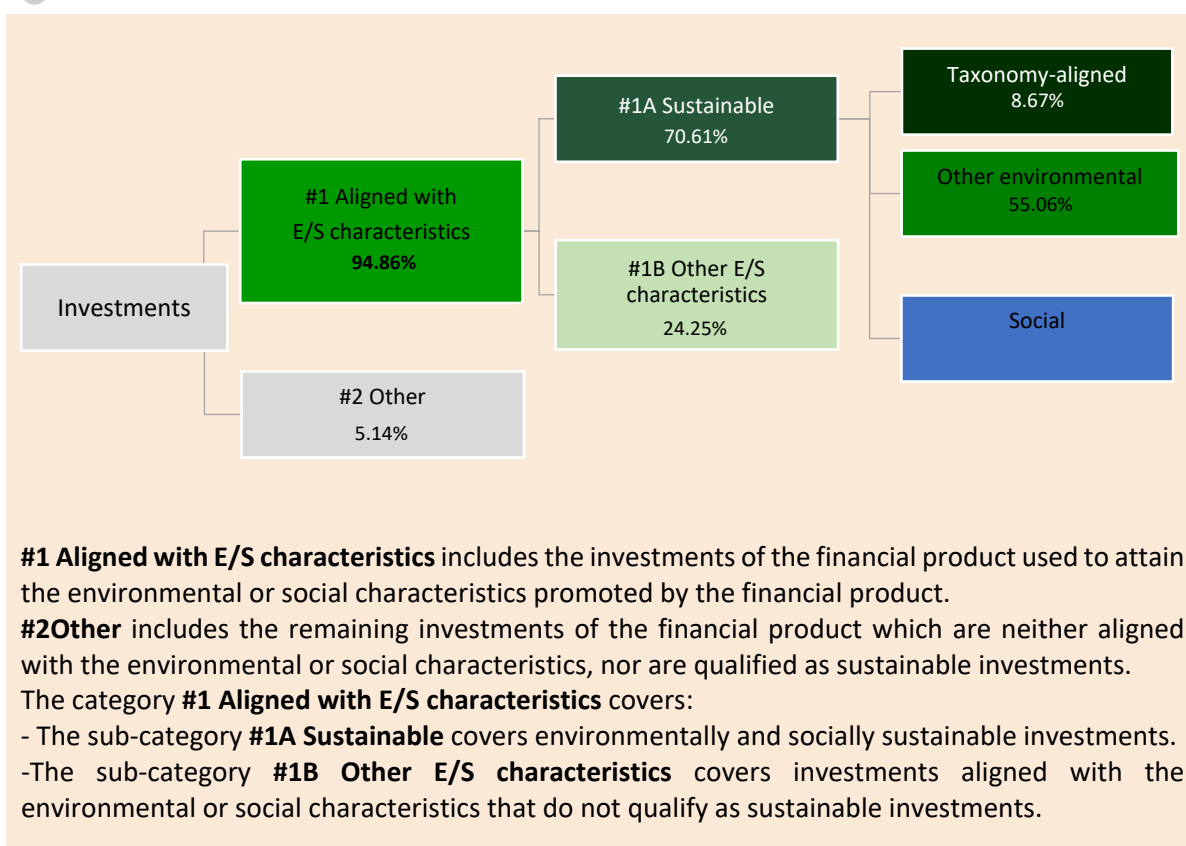 Investments
#1 Aligned with
E/S characteristics
94.86%
#2 Other
5.14%
#1A Sustainable
70.61%
#1B Other E/S
characteristics
24.25%
Taxonomy-aligned
8.67%
Other environmental
55.06%
Social
#1 Aligned with E/S characteristics includes the investments of the financial product used to attain
the environmental or social characteristics promoted by the financial product.
#2Other includes the remaining investments of the financial product which are neither aligned
with the environmental or social characteristics, nor are qualified as sustainable investments.
The category #1 Aligned with E/S characteristics covers:
- The sub-category #1A Sustainable covers environmentally and socially sustainable investments.
-The sub-category #1B Other E/S characteristics covers investments aligned with the
environmental or social characteristics that do not qualify as sustainable investments.